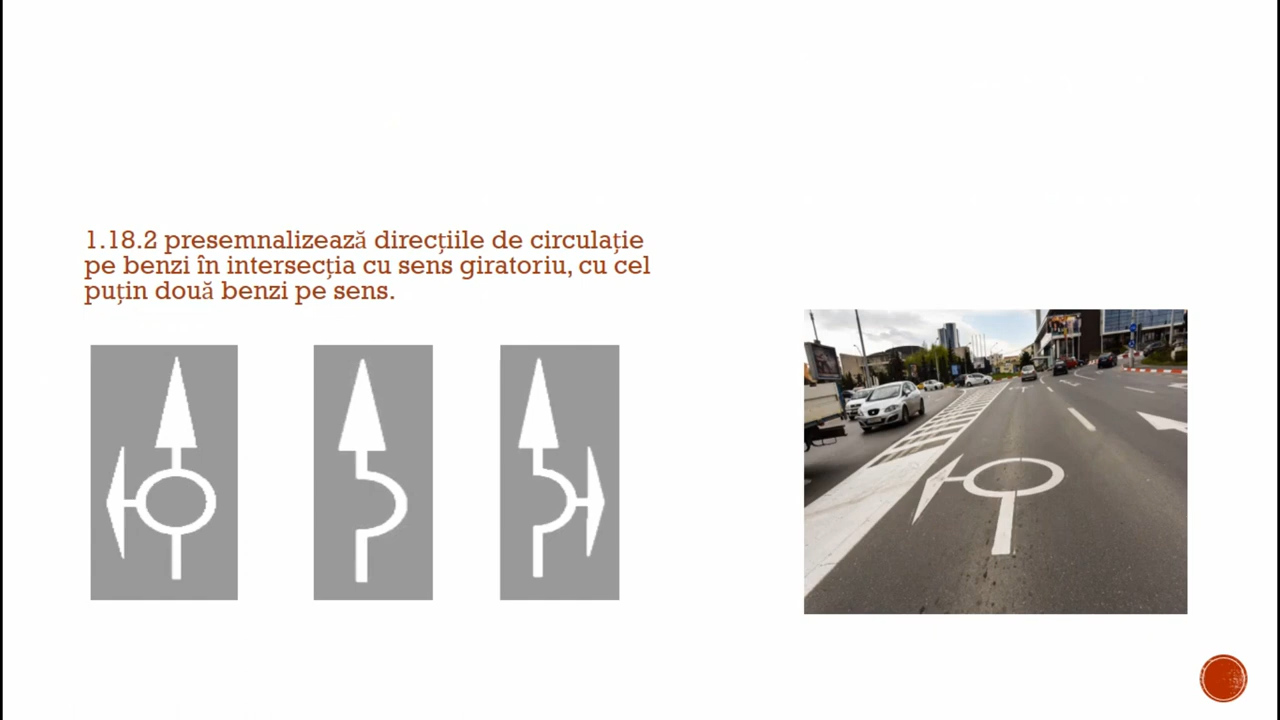 1.18.2 presemnalizează direcțiile de circulație
pe benzi în intersecția cu sens giratoriu, cu cel
puțin două benzi pe sens.